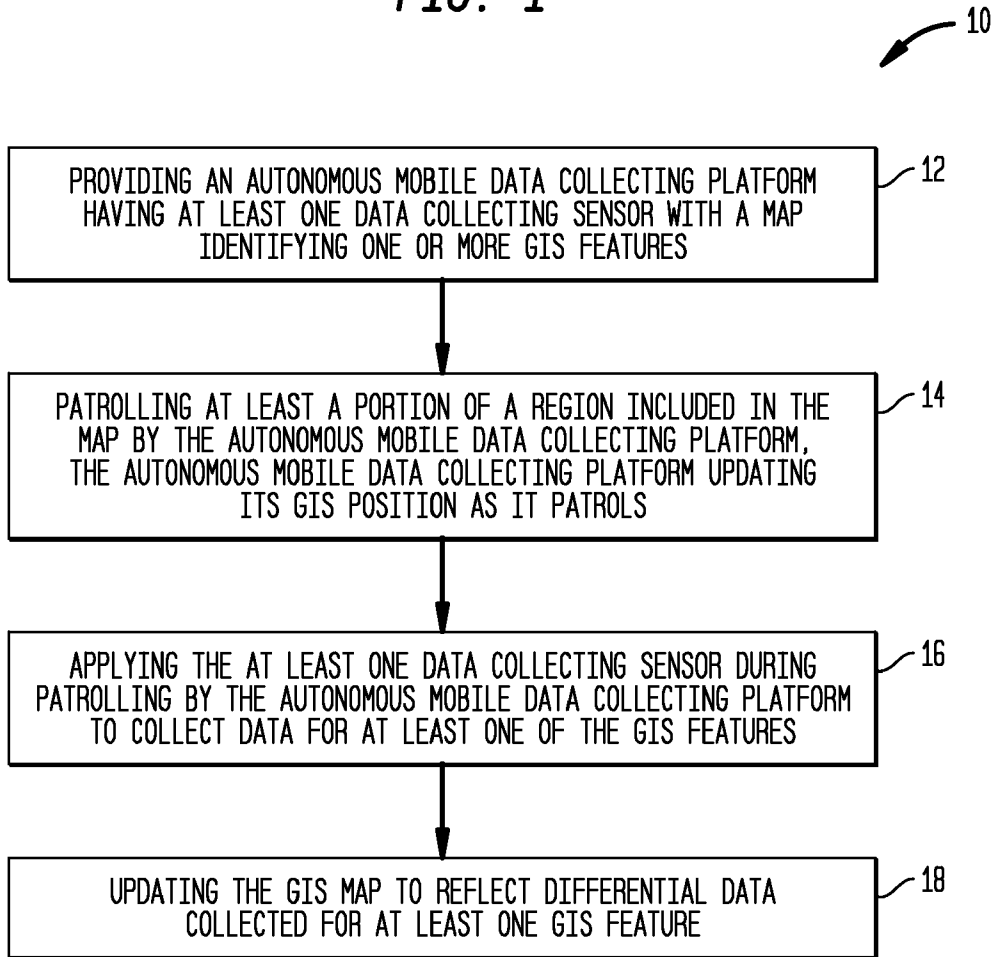 FIG. 1
10
PROVIDING AN AUTONOMOUS MOBILE DATA COLLECTING PLATFORM
HAVING AT LEAST ONE DATA COLLECTING SENSOR WITH A MAP
IDENTIFYING ONE OR MORE GIS FEATURES
12
PATROLLING AT LEAST A PORTION OF A REGION INCLUDED IN THE
MAP BY THE AUTONOMOUS MOBILE DATA COLLECTING PLATFORM,
THE AUTONOMOUS MOBILE DATA COLLECTING PLATFORM UPDATING
ITS GIS POSITION AS IT PATROLS
14
APPLYING THE AT LEAST ONE DATA COLLECTING SENSOR DURING
PATROLLING BY THE AUTONOMOUS MOBILE DATA COLLECTING PLATFORM
TO COLLECT DATA FOR AT LEAST ONE OF THE GIS FEATURES
16
UPDATING THE GIS MAP TO REFLECT DIFFERENTIAL DATA
COLLECTED FOR AT LEAST ONE GIS FEATURE
18